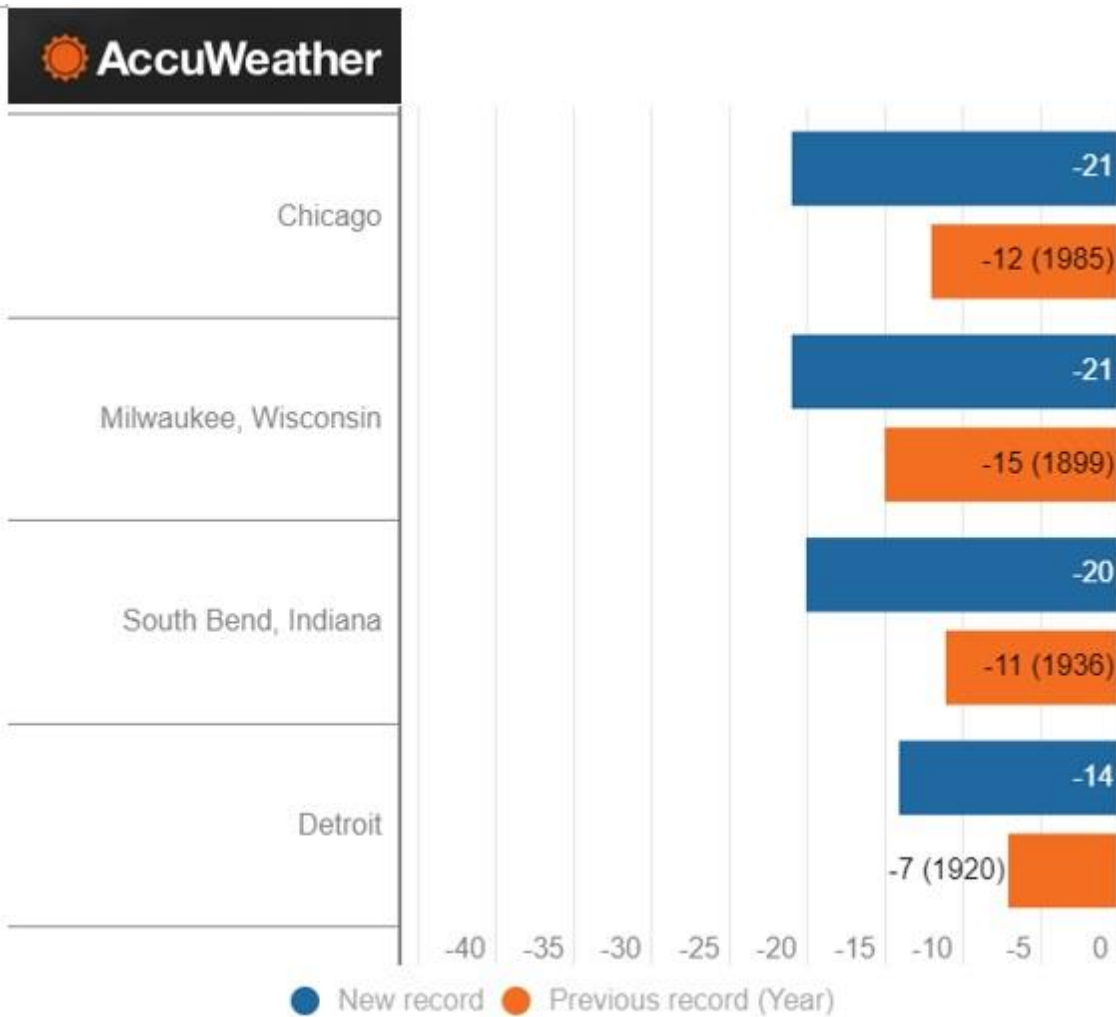 AccuWeather
Chicago
-21
-12 (1985)
Milwaukee, Wisconsin
-21
-15 (1899)
South Bend, Indiana
-20
-11 (1936)
Detroit
-14
-7 (1920)
-40 -35 -30 -25 -20 -15 -10 -5 0
New record Previous record (Year)